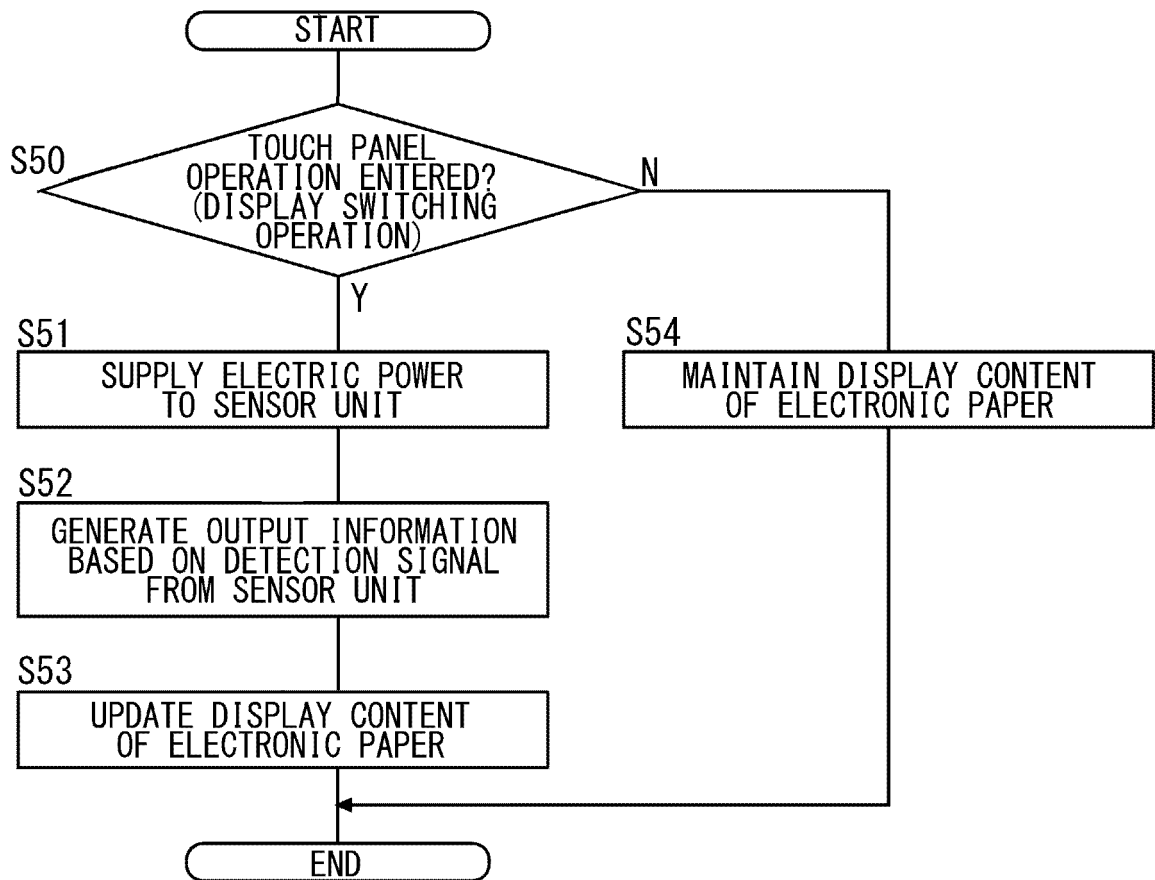 START
S50
TOUCH PANEL
OPERATION ENTERED?
(DISPLAY SWITCHING
OPERATION)
N
Y
S51
SUPPLY ELECTRIC POWER
TO SENSOR UNIT
S54
MAINTAIN DISPLAY CONTENT
OF ELECTRONIC PAPER
S52
GENERATE OUTPUT INFORMATION
BASED ON DETECTION SIGNAL
FROM SENSOR UNIT
S53
UPDATE DISPLAY CONTENT
OF ELECTRONIC PAPER
END